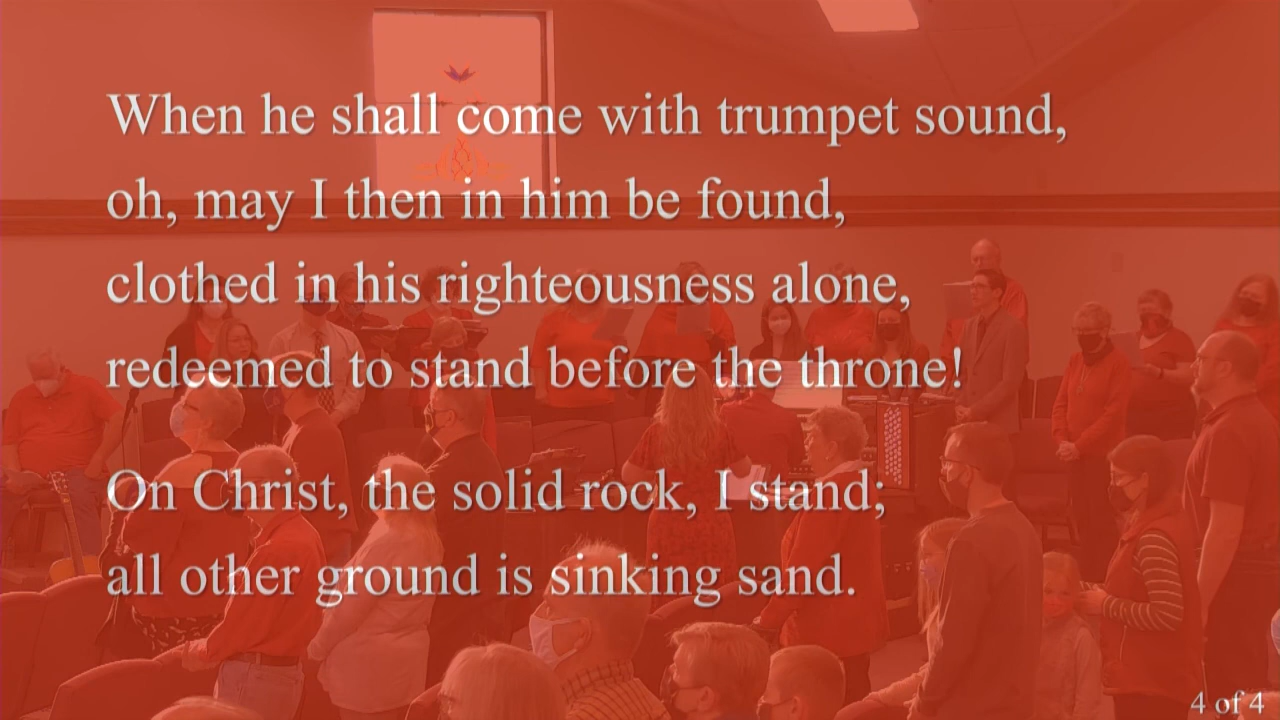 When he shall come with trumpet sound,
oh, may I then in him be found,
clothed in his righteousness alone,
redeemed to stand before the throne!
On Christ, the solid rock, I stand;
all other ground is sinking sand.
4 of 4